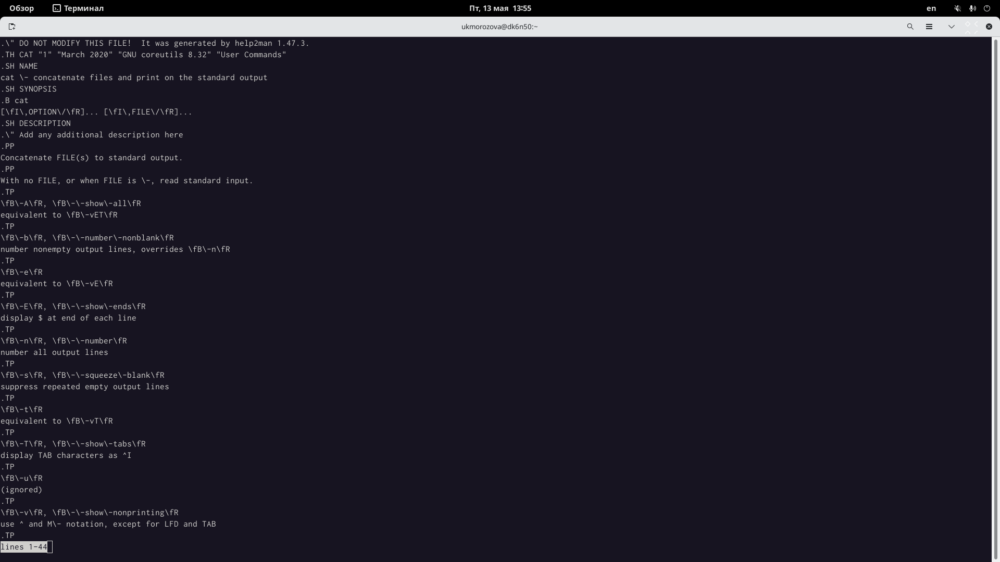 Обзор Терминал Пт, 13 мая 13:55 en
ukmorozova@dk6n50:~
.\" DO NOT MODIFY THIS FILE!  It was generated by help2man 1.47.3.
.TH CAT "1" "March 2020" "GNU coreutils 8.32" "User Commands"
.SH NAME
cat \- concatenate files and print on the standard output
.SH SYNOPSIS
.B cat
[\fI\,OPTION\/\fR]... [\fI\,FILE\/\fR]...
.SH DESCRIPTION
.\" Add any additional description here
.PP
Concatenate FILE(s) to standard output.
.PP
With no FILE, or when FILE is \-, read standard input.
.TP
\fB\-A\fR, \fB\-\-show\-all\fR
equivalent to \fB\-vET\fR
.TP
\fB\-b\fR, \fB\-\-number\-nonblank\fR
number nonempty output lines, overrides \fB\-n\fR
.TP
\fB\-e\fR
equivalent to \fB\-vE\fR
.TP
\fB\-E\fR, \fB\-\-show\-ends\fR
display $ at end of each line
.TP
\fB\-n\fR, \fB\-\-number\fR
number all output lines
.TP
\fB\-s\fR, \fB\-\-squeeze\-blank\fR
suppress repeated empty output lines
.TP
\fB\-t\fR
equivalent to \fB\-vT\fR
.TP
\fB\-T\fR, \fB\-\-show\-tabs\fR
display TAB characters as ^I
.TP
\fB\-u\fR
(ignored)
.TP
\fB\-v\fR, \fB\-\-show\-nonprinting\fR
use ^ and M\- notation, except for LFD and TAB
.TP
lines 1-44